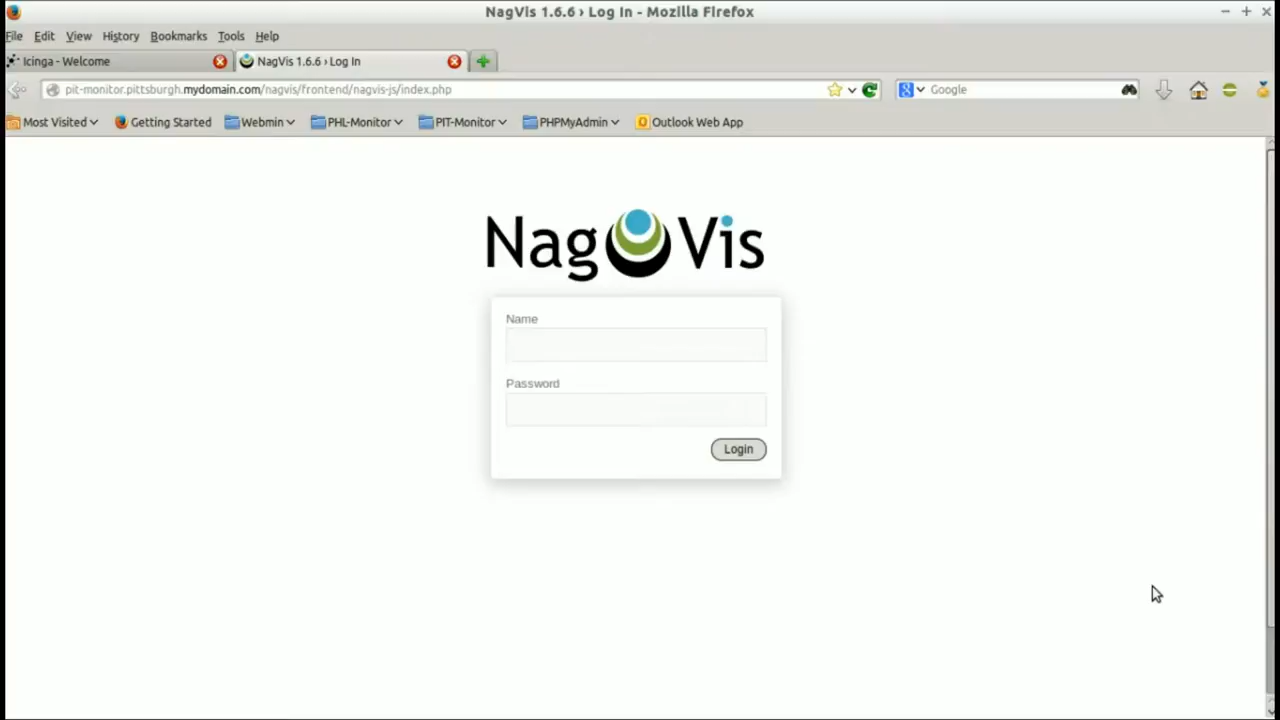 NagVis 1.6.6 › Log In - Mozilla Firefox
File Edit View History Bookmarks Tools Help
Icinga - Welcome NagVis 1.6.6 › Log In
pit-monitor.pittsburgh.mydomain.com/nagvis/frontend/nagvis-js/index.php Google
Most Visited Getting Started Webmin PHL-Monitor PIT-Monitor PHPMyAdmin Outlook Web App
NagVis
Name
Password
Login